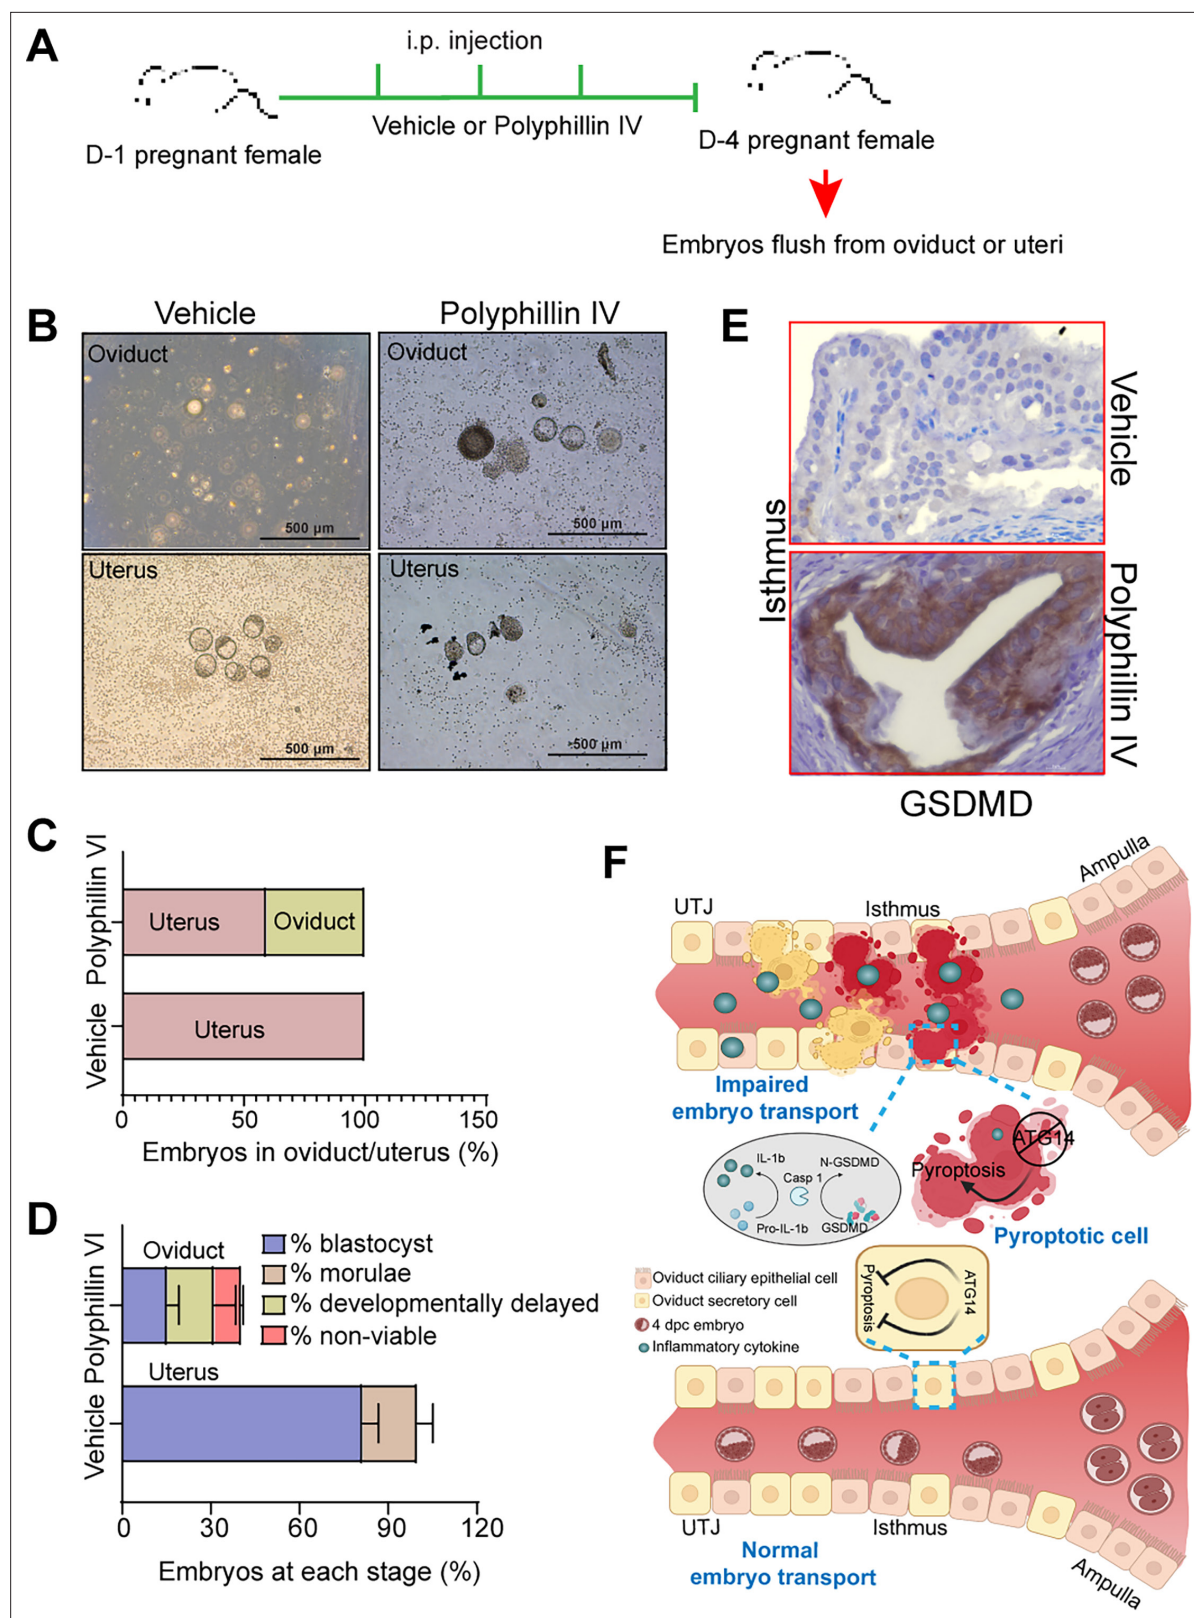 A
i.p. injection
Vehicle or Polyphillin IV
D-1 pregnant female
D-4 pregnant female
Embryos flush from oviduct or uteri
B
Vehicle
Polyphillin IV
Oviduct
500 µm
Oviduct
500 µm
Uterus
500 µm
Uterus
500 µm
E
Isthmus
Vehicle
Polyphillin IV
GSDMD
C
Polyphillin VI
Vehicle
Uterus
Oviduct
Uterus
0
50
100
150
Embryos in oviduct/uterus (%)
D
Polyphillin VI
Vehicle
Oviduct
Uterus
% blastocyst
% morulae
% developmentally delayed
% non-viable
0
30
60
90
120
Embryos at each stage (%)
F
UTJ
Isthmus
Ampulla
Impaired
embryo transport
IL-1b
N-GSDMD
Casp 1
Pro-IL-1b
GSDMD
ATG14
Pyroptosis
Pyroptotic cell
Oviduct ciliary epithelial cell
Oviduct secretory cell
4 dpc embryo
Inflammatory cytokine
Pyroptosis
ATG14
UTJ
Isthmus
Ampulla
Normal
embryo transport